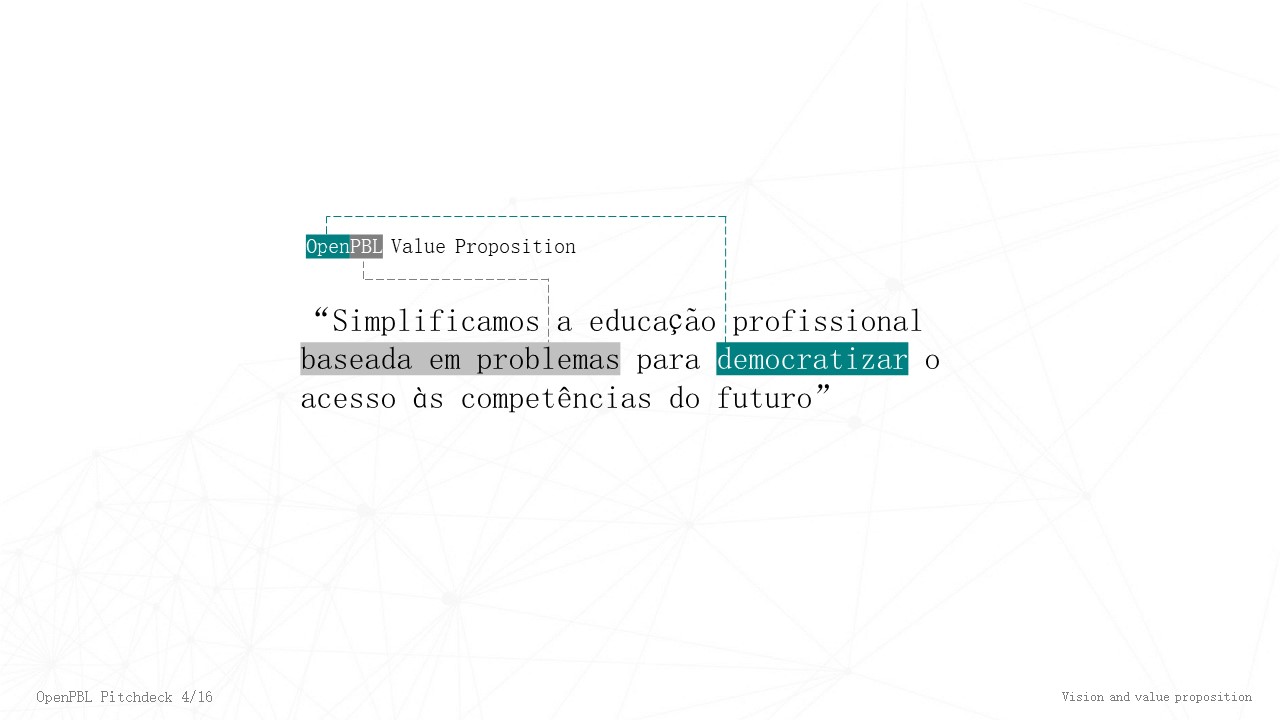 OpenPBL Value Proposition
“Simplificamos a educação profissional
baseada em problemas para democratizar o
acesso às competências do futuro”
OpenPBL Pitchdeck 4/16
Vision and value proposition